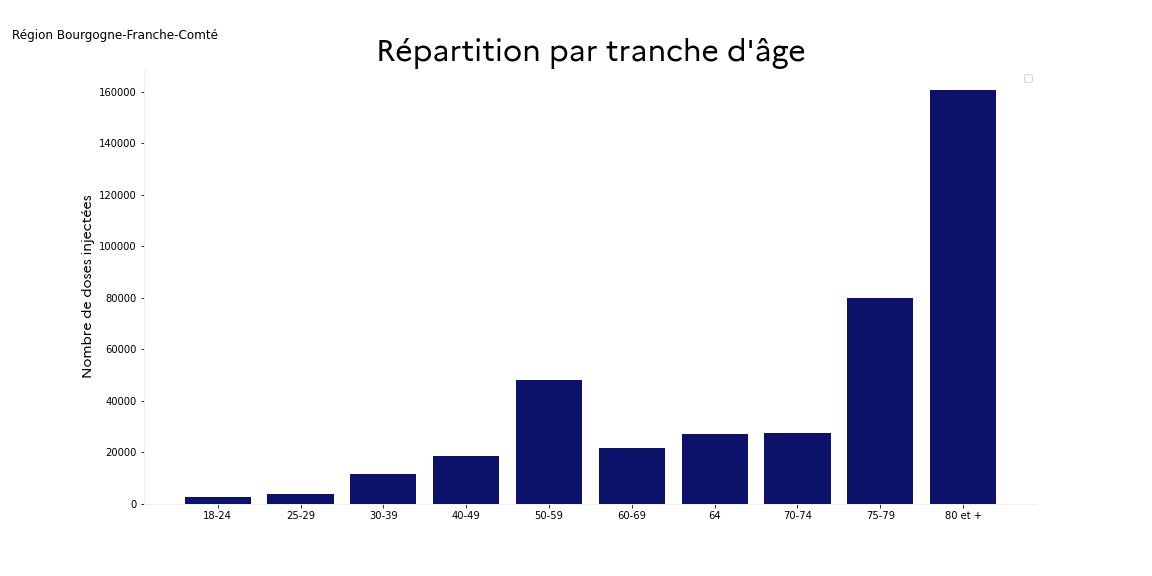 Région Bourgogne-Franche-Comté
Répartition par tranche d'âge
Nombre de doses injectées
160000
140000
120000
100000
80000
60000
40000
20000
0
18-24 25-29 30-39 40-49 50-59 60-69 64 70-74 75-79 80 et +